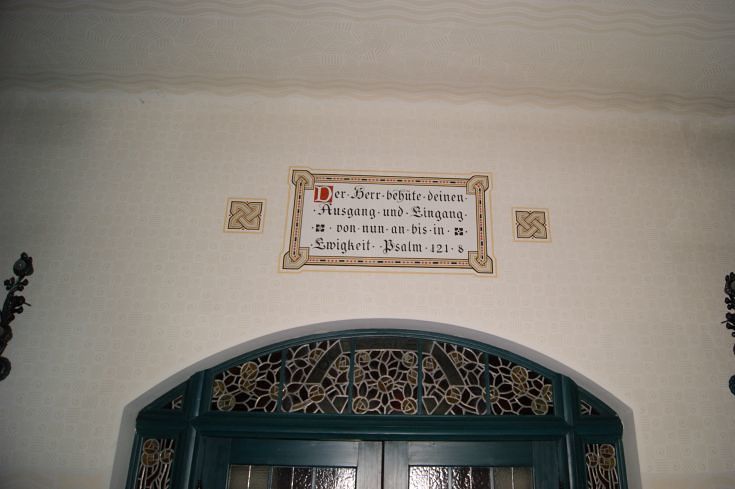 Der·Herr·behüte·deinen·
·Ausgang·und·Eingang·
·von·nun·an·bis·in·
·Ewigkeit·Psalm·121·8